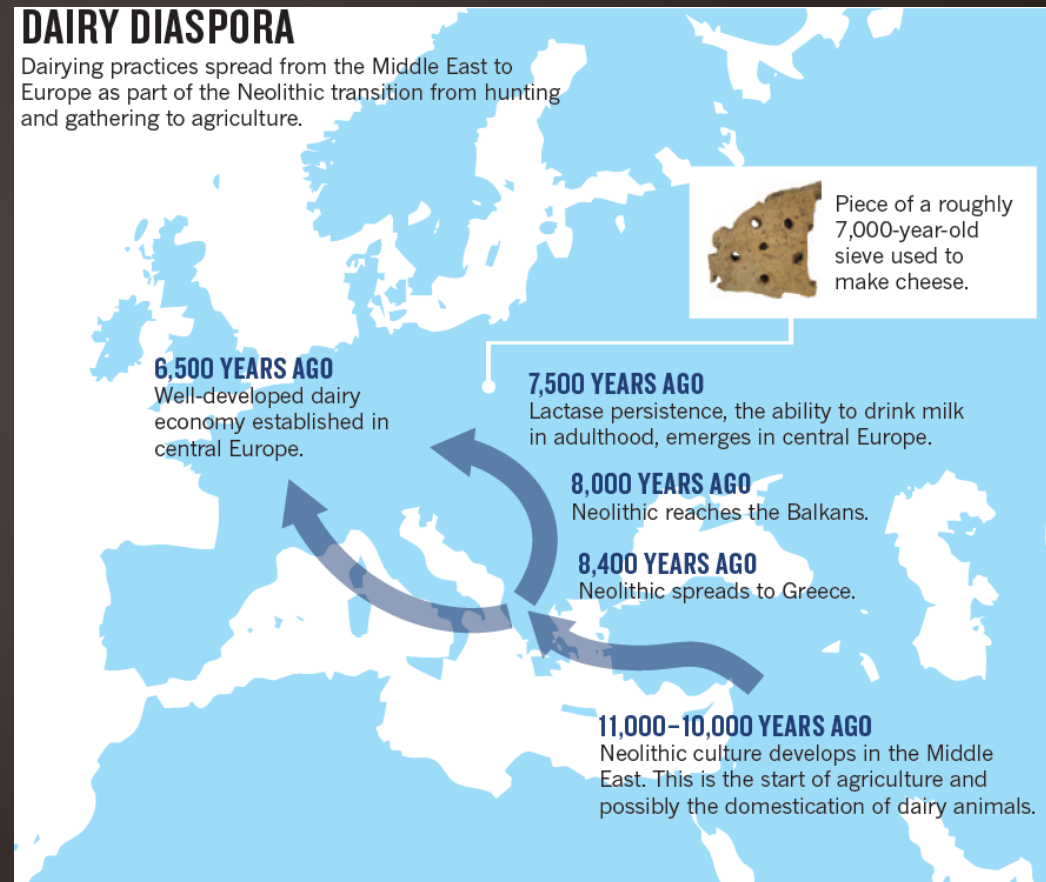 DAIRY DIASPORA
Dairying practices spread from the Middle East to
Europe as part of the Neolithic transition from hunting
and gathering to agriculture.
Piece of a roughly
7,000-year-old
sieve used to
make cheese.
6,500 YEARS AGO
Well-developed dairy
economy established in
central Europe.
7,500 YEARS AGO
Lactase persistence, the ability to drink milk
in adulthood, emerges in central Europe.
8,000 YEARS AGO
Neolithic reaches the Balkans.
8,400 YEARS AGO
Neolithic spreads to Greece.
11,000–10,000 YEARS AGO
Neolithic culture develops in the Middle
East. This is the start of agriculture and
possibly the domestication of dairy animals.